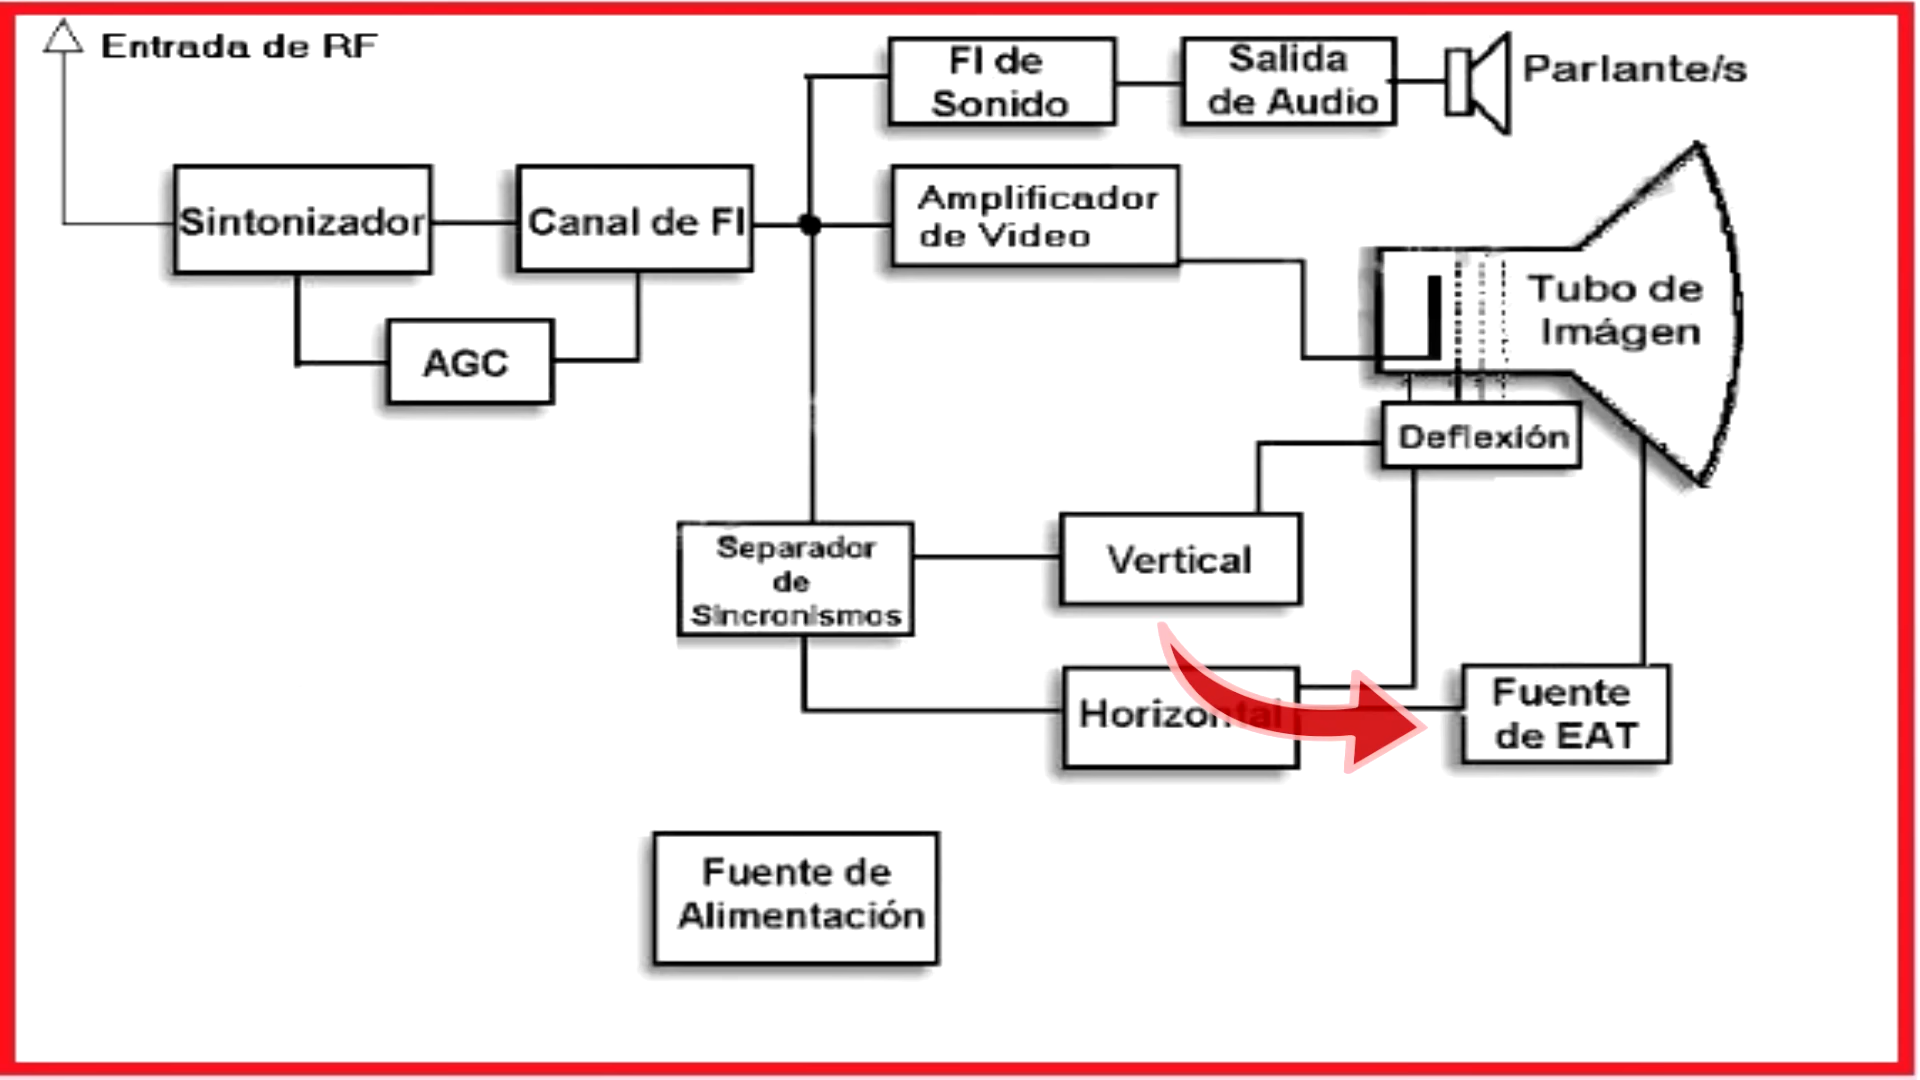 Entrada de RF
FI de
Sonido
Salida
de Audio
Parlante/s
Sintonizador
Canal de FI
Amplificador
de Video
AGC
Tubo de
Imágen
Deflexión
Separador
de
Sincronismos
Vertical
Horizontal
Fuente
de EAT
Fuente de
Alimentación